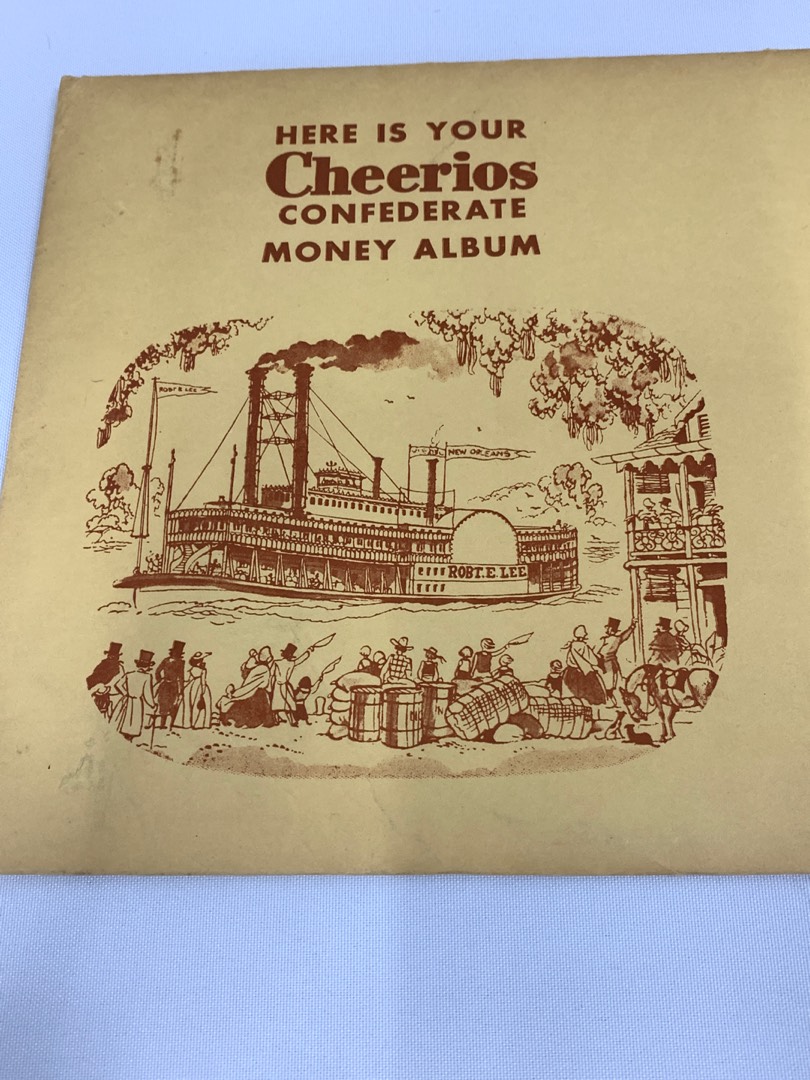 HERE IS YOUR
Cheerios
CONFEDERATE
MONEY ALBUM
ROBT E LEE
NEW ORLEANS
ROBT. E. LEE